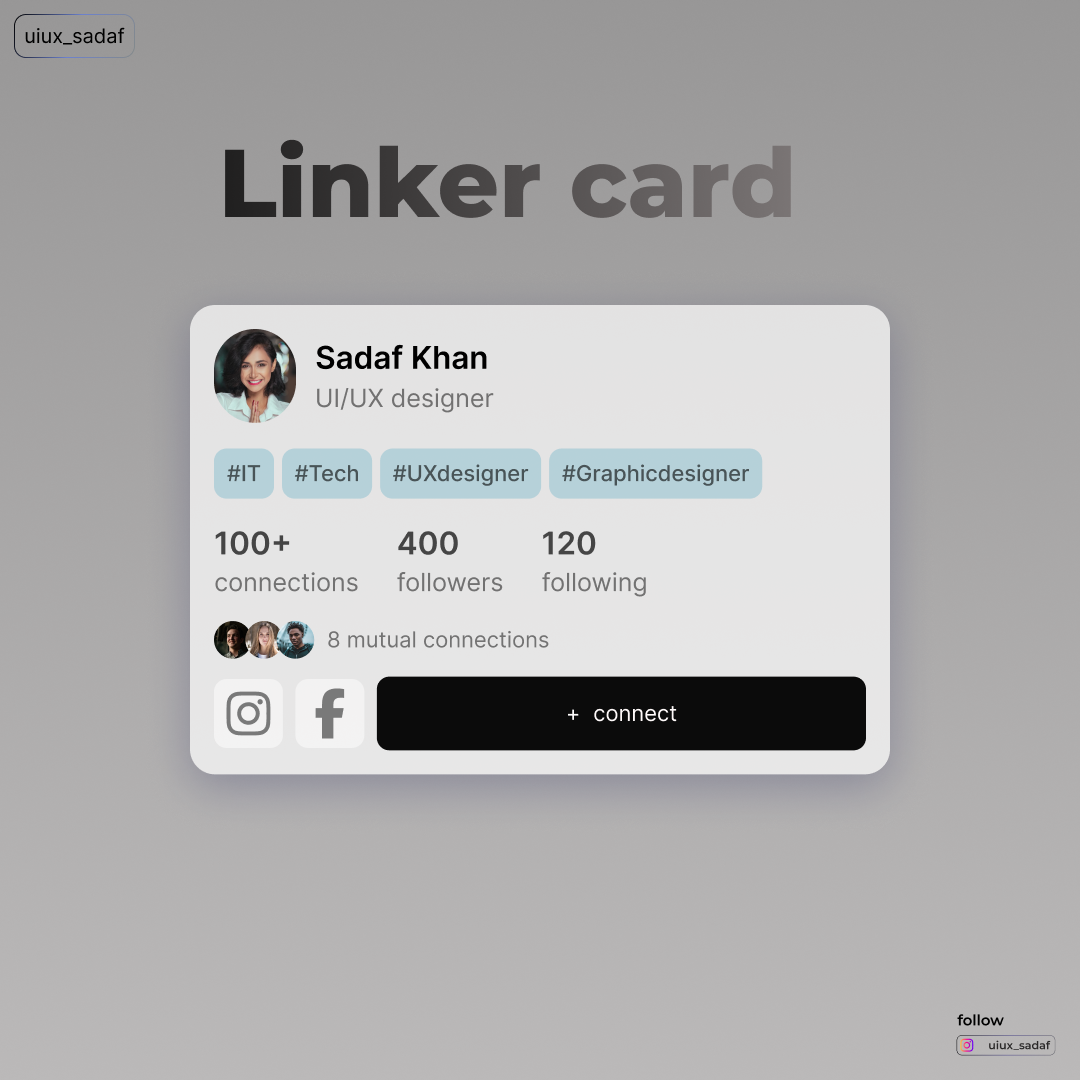 uiux_sadaf
Linker card
Sadaf Khan
UI/UX designer
#IT #Tech #UXdesigner #Graphicdesigner
100+ 400 120
connections followers following
8 mutual connections
+ connect
follow
uiux_sadaf